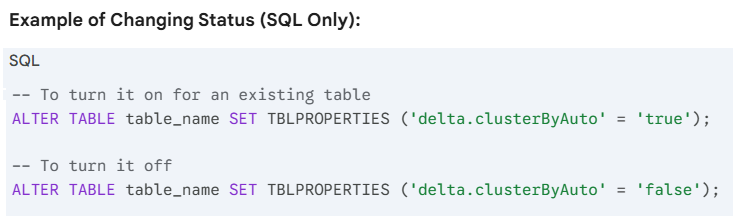 Example of Changing Status (SQL Only):
SQL
-- To turn it on for an existing table
ALTER TABLE table_name SET TBLPROPERTIES ('delta.clusterByAuto' = 'true');
-- To turn it off
ALTER TABLE table_name SET TBLPROPERTIES ('delta.clusterByAuto' = 'false');